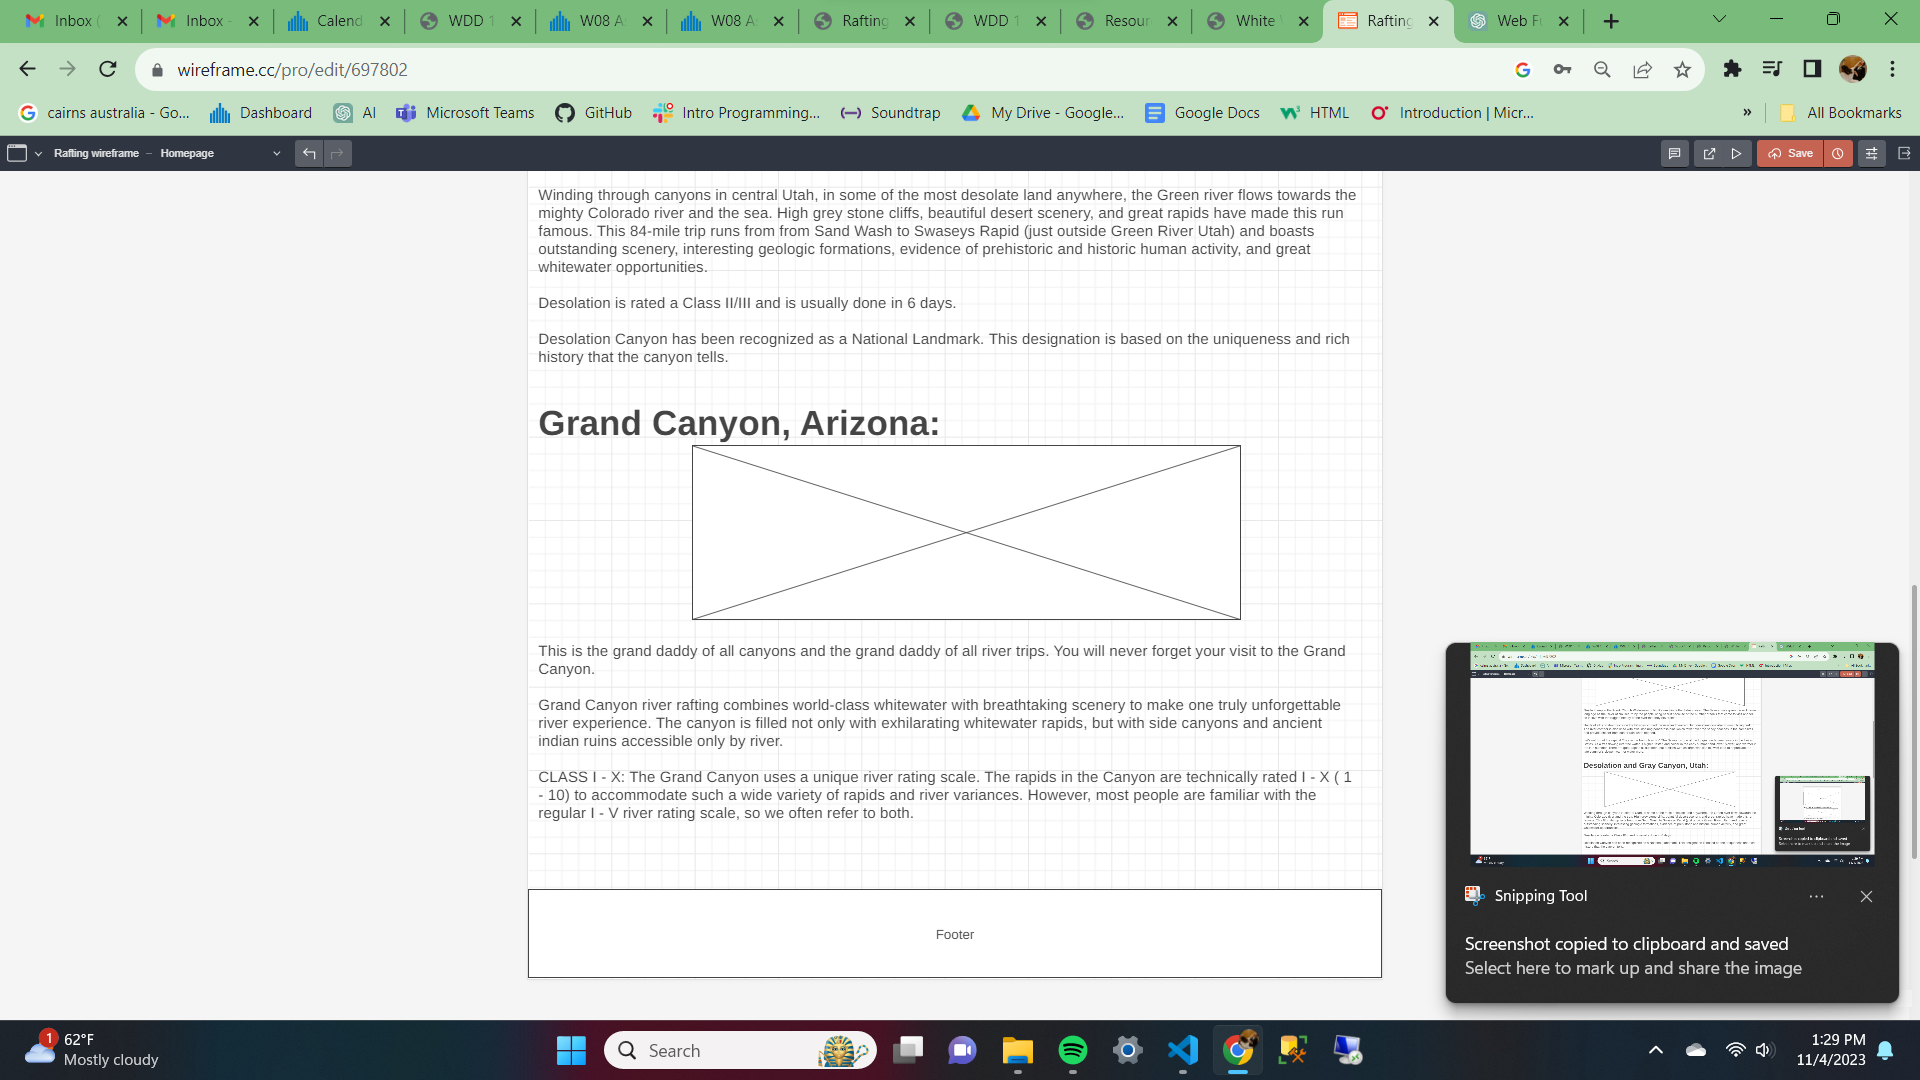 Inbox (
Inbox -
Calend
WDD 1
W08 A
W08 A
Rafting
WDD 1
Resour
White
Rafting
Web F
wireframe.cc/pro/edit/697802
cairns australia - Go...
Dashboard
AI
Microsoft Teams
GitHub
Intro Programming...
Soundtrap
My Drive - Google...
Google Docs
HTML
Introduction | Micr...
»
All Bookmarks
Rafting wireframe – Homepage
Save
Winding through canyons in central Utah, in some of the most desolate land anywhere, the Green river flows towards the
mighty Colorado river and the sea. High grey stone cliffs, beautiful desert scenery, and great rapids have made this run
famous. This 84-mile trip runs from from Sand Wash to Swaseys Rapid (just outside Green River Utah) and boasts
outstanding scenery, interesting geologic formations, evidence of prehistoric and historic human activity, and great
whitewater opportunities.
Desolation is rated a Class II/III and is usually done in 6 days.
Desolation Canyon has been recognized as a National Landmark. This designation is based on the uniqueness and rich
history that the canyon tells.
Grand Canyon, Arizona:
This is the grand daddy of all canyons and the grand daddy of all river trips. You will never forget your visit to the Grand
Canyon.
Grand Canyon river rafting combines world-class whitewater with breathtaking scenery to make one truly unforgettable
river experience. The canyon is filled not only with exhilarating whitewater rapids, but with side canyons and ancient
indian ruins accessible only by river.
CLASS I - X: The Grand Canyon uses a unique river rating scale. The rapids in the Canyon are technically rated I - X ( 1
- 10) to accommodate such a wide variety of rapids and river variances. However, most people are familiar with the
regular I - V river rating scale, so we often refer to both.
Footer
Desolation and Gray Canyon, Utah:
Snipping Tool
Screenshot copied to clipboard and saved
Select here to mark up and share the image
1
62°F
Mostly cloudy
Search
1:29 PM
11/4/2023